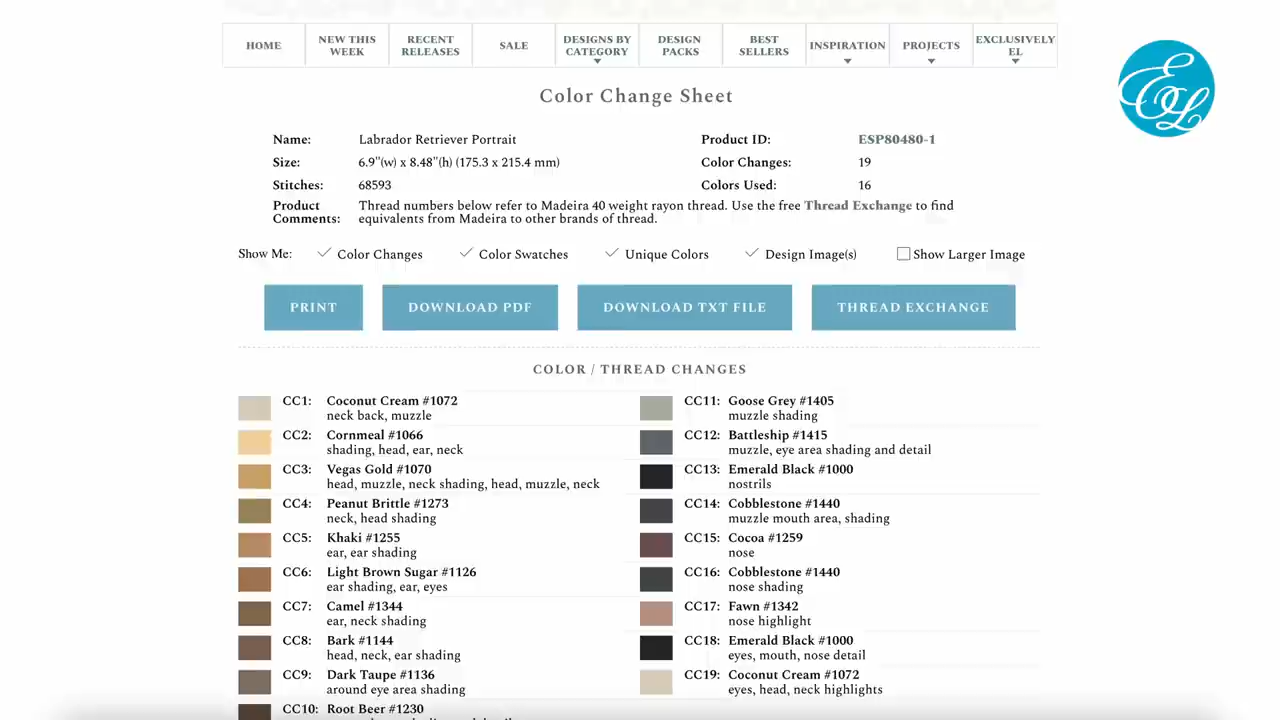 HOME
NEW THIS WEEK
RECENT RELEASES
SALE
DESIGNS BY CATEGORY
DESIGN PACKS
BEST SELLERS
INSPIRATION
PROJECTS
EXCLUSIVELY EL
EL
Color Change Sheet
Name: Labrador Retriever Portrait
Product ID: ESP80480-1
Size: 6.9"(w) x 8.48"(h) (175.3 x 215.4 mm)
Color Changes: 19
Stitches: 68593
Colors Used: 16
Product Comments: Thread numbers below refer to Madeira 40 weight rayon thread. Use the free Thread Exchange to find
equivalents from Madeira to other brands of thread.
Show Me: Color Changes Color Swatches Unique Colors Design Image(s) Show Larger Image
PRINT
DOWNLOAD PDF
DOWNLOAD TXT FILE
THREAD EXCHANGE
COLOR / THREAD CHANGES
CC1: Coconut Cream #1072
neck back, muzzle
CC2: Cornmeal #1066
shading, head, ear, neck
CC3: Vegas Gold #1070
head, muzzle, neck shading, head, muzzle, neck
CC4: Peanut Brittle #1273
neck, head shading
CC5: Khaki #1255
ear, ear shading
CC6: Light Brown Sugar #1126
ear shading, ear, eyes
CC7: Camel #1344
ear, neck shading
CC8: Bark #1144
head, neck, ear shading
CC9: Dark Taupe #1136
around eye area shading
CC10: Root Beer #1230
CC11: Goose Grey #1405
muzzle shading
CC12: Battleship #1415
muzzle, eye area shading and detail
CC13: Emerald Black #1000
nostrils
CC14: Cobblestone #1440
muzzle mouth area, shading
CC15: Cocoa #1259
nose
CC16: Cobblestone #1440
nose shading
CC17: Fawn #1342
nose highlight
CC18: Emerald Black #1000
eyes, mouth, nose detail
CC19: Coconut Cream #1072
eyes, head, neck highlights